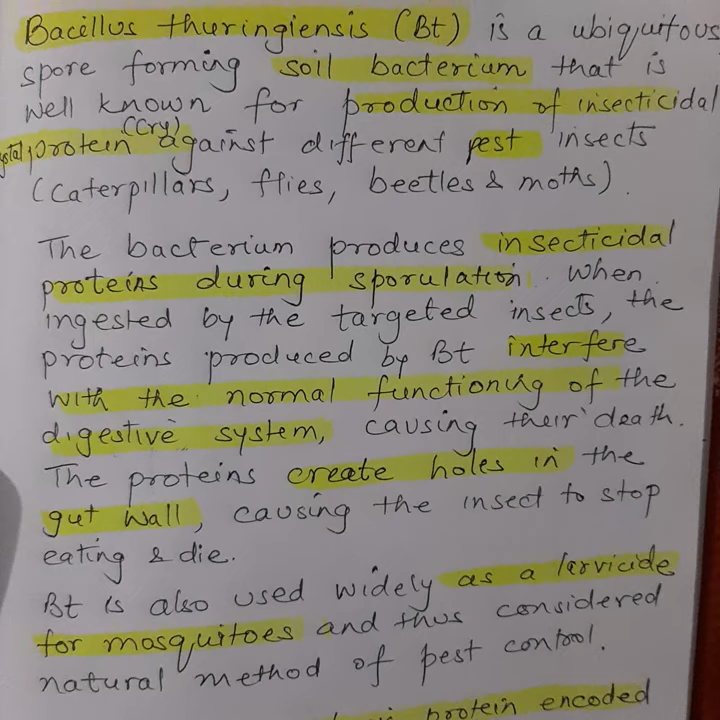 Bacillus thuringiensis (Bt) is a ubiquitous
spore forming soil bacterium that is
well known for production of insecticidal
(Cry)
protein against different pest insects
(caterpillars, flies, beetles & moths).
The bacterium produces insecticidal
proteins during sporulation. When
ingested by the targeted insects, the
proteins produced by Bt interfere
with the normal functioning of the
digestive system, causing their death.
The proteins create holes in the
gut wall, causing the insect to stop
eating & die.
Bt is also used widely as a larvicide
for mosquitoes and thus considered
natural method of pest control.
protein encoded